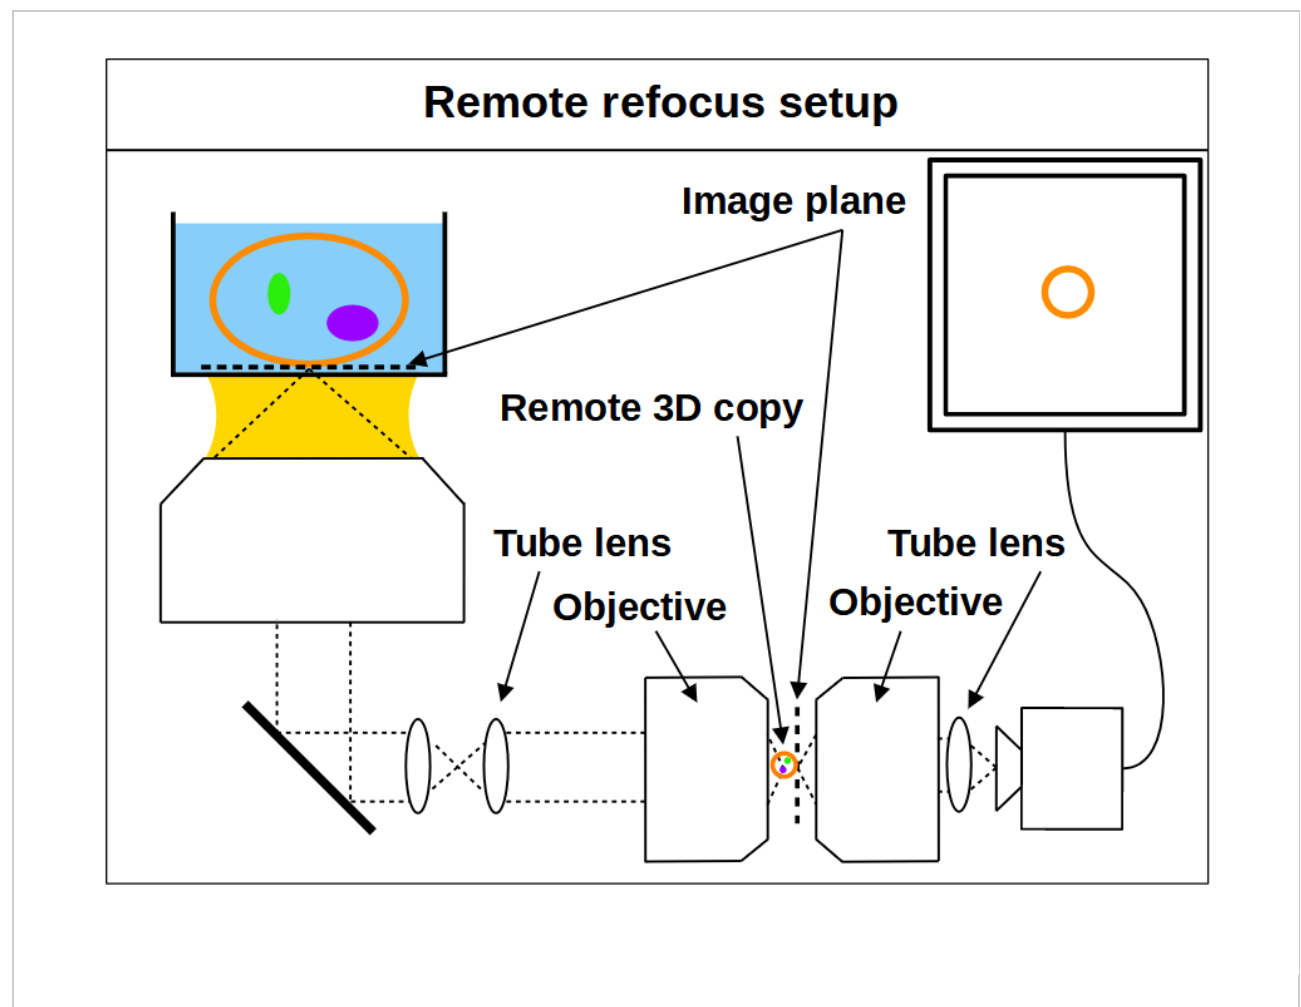 Remote refocus setup
Image plane
Remote 3D copy
Tube lens
Tube lens
Objective
Objective